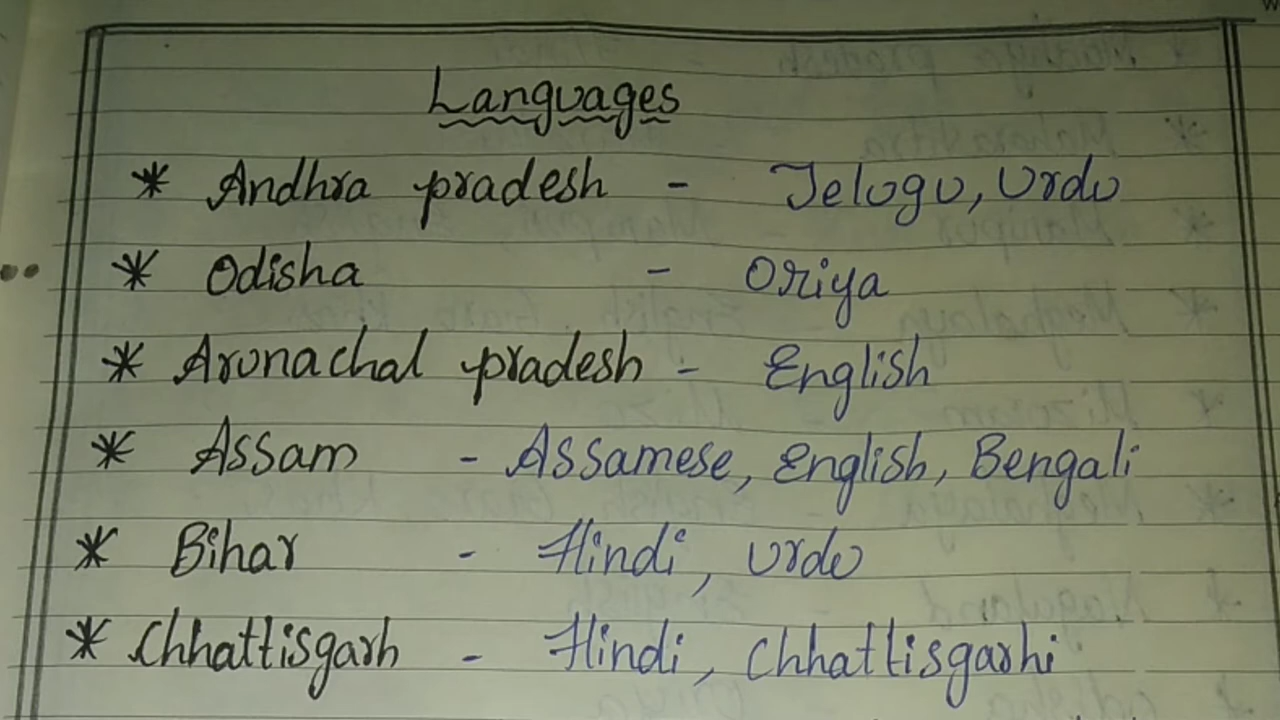 Languages
* Andhra pradesh - Telugu, Urdu
* Odisha - Oriya
* Arunachal pradesh - English
* Assam - Assamese, English, Bengali
* Bihar - Hindi, Urdu
* Chhattisgarh - Hindi, Chhattisgarhi